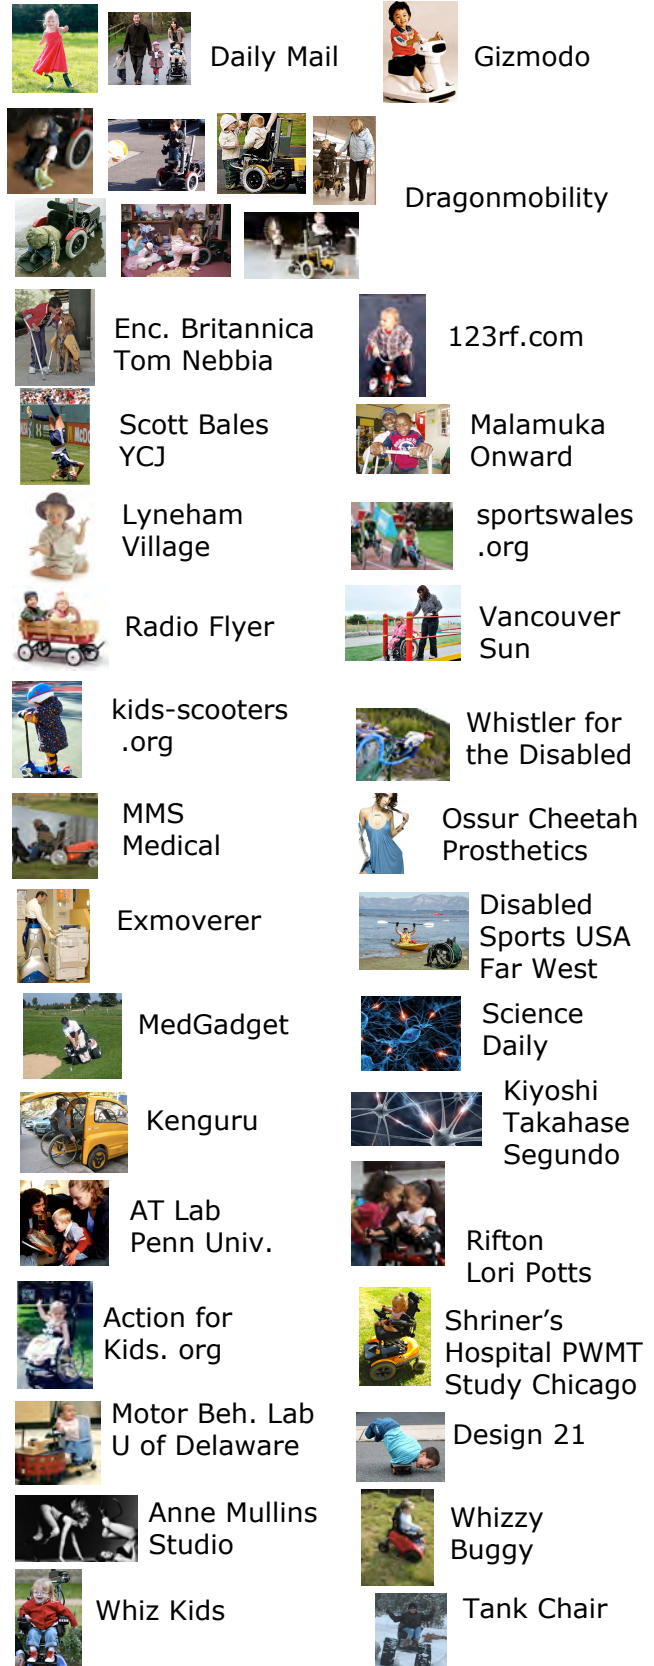 Daily Mail
Gizmodo
Dragonmobility
Enc. Britannica
Tom Nebbia
123rf.com
Scott Bales
YCJ
Malamuka
Onward
Lyneham
Village
sportswales
.org
Radio Flyer
Vancouver
Sun
kids-scooters
.org
Whistler for
the Disabled
MMS
Medical
Ossur Cheetah
Prosthetics
Exmoverer
Disabled
Sports USA
Far West
MedGadget
Science
Daily
Kenguru
Kiyoshi
Takahase
Segundo
AT Lab
Penn Univ.
Rifton
Lori Potts
Action for
Kids. org
Shriner’s
Hospital PWMT
Study Chicago
Motor Beh. Lab
U of Delaware
Design 21
Anne Mullins
Studio
Whizzy
Buggy
Whiz Kids
Tank Chair